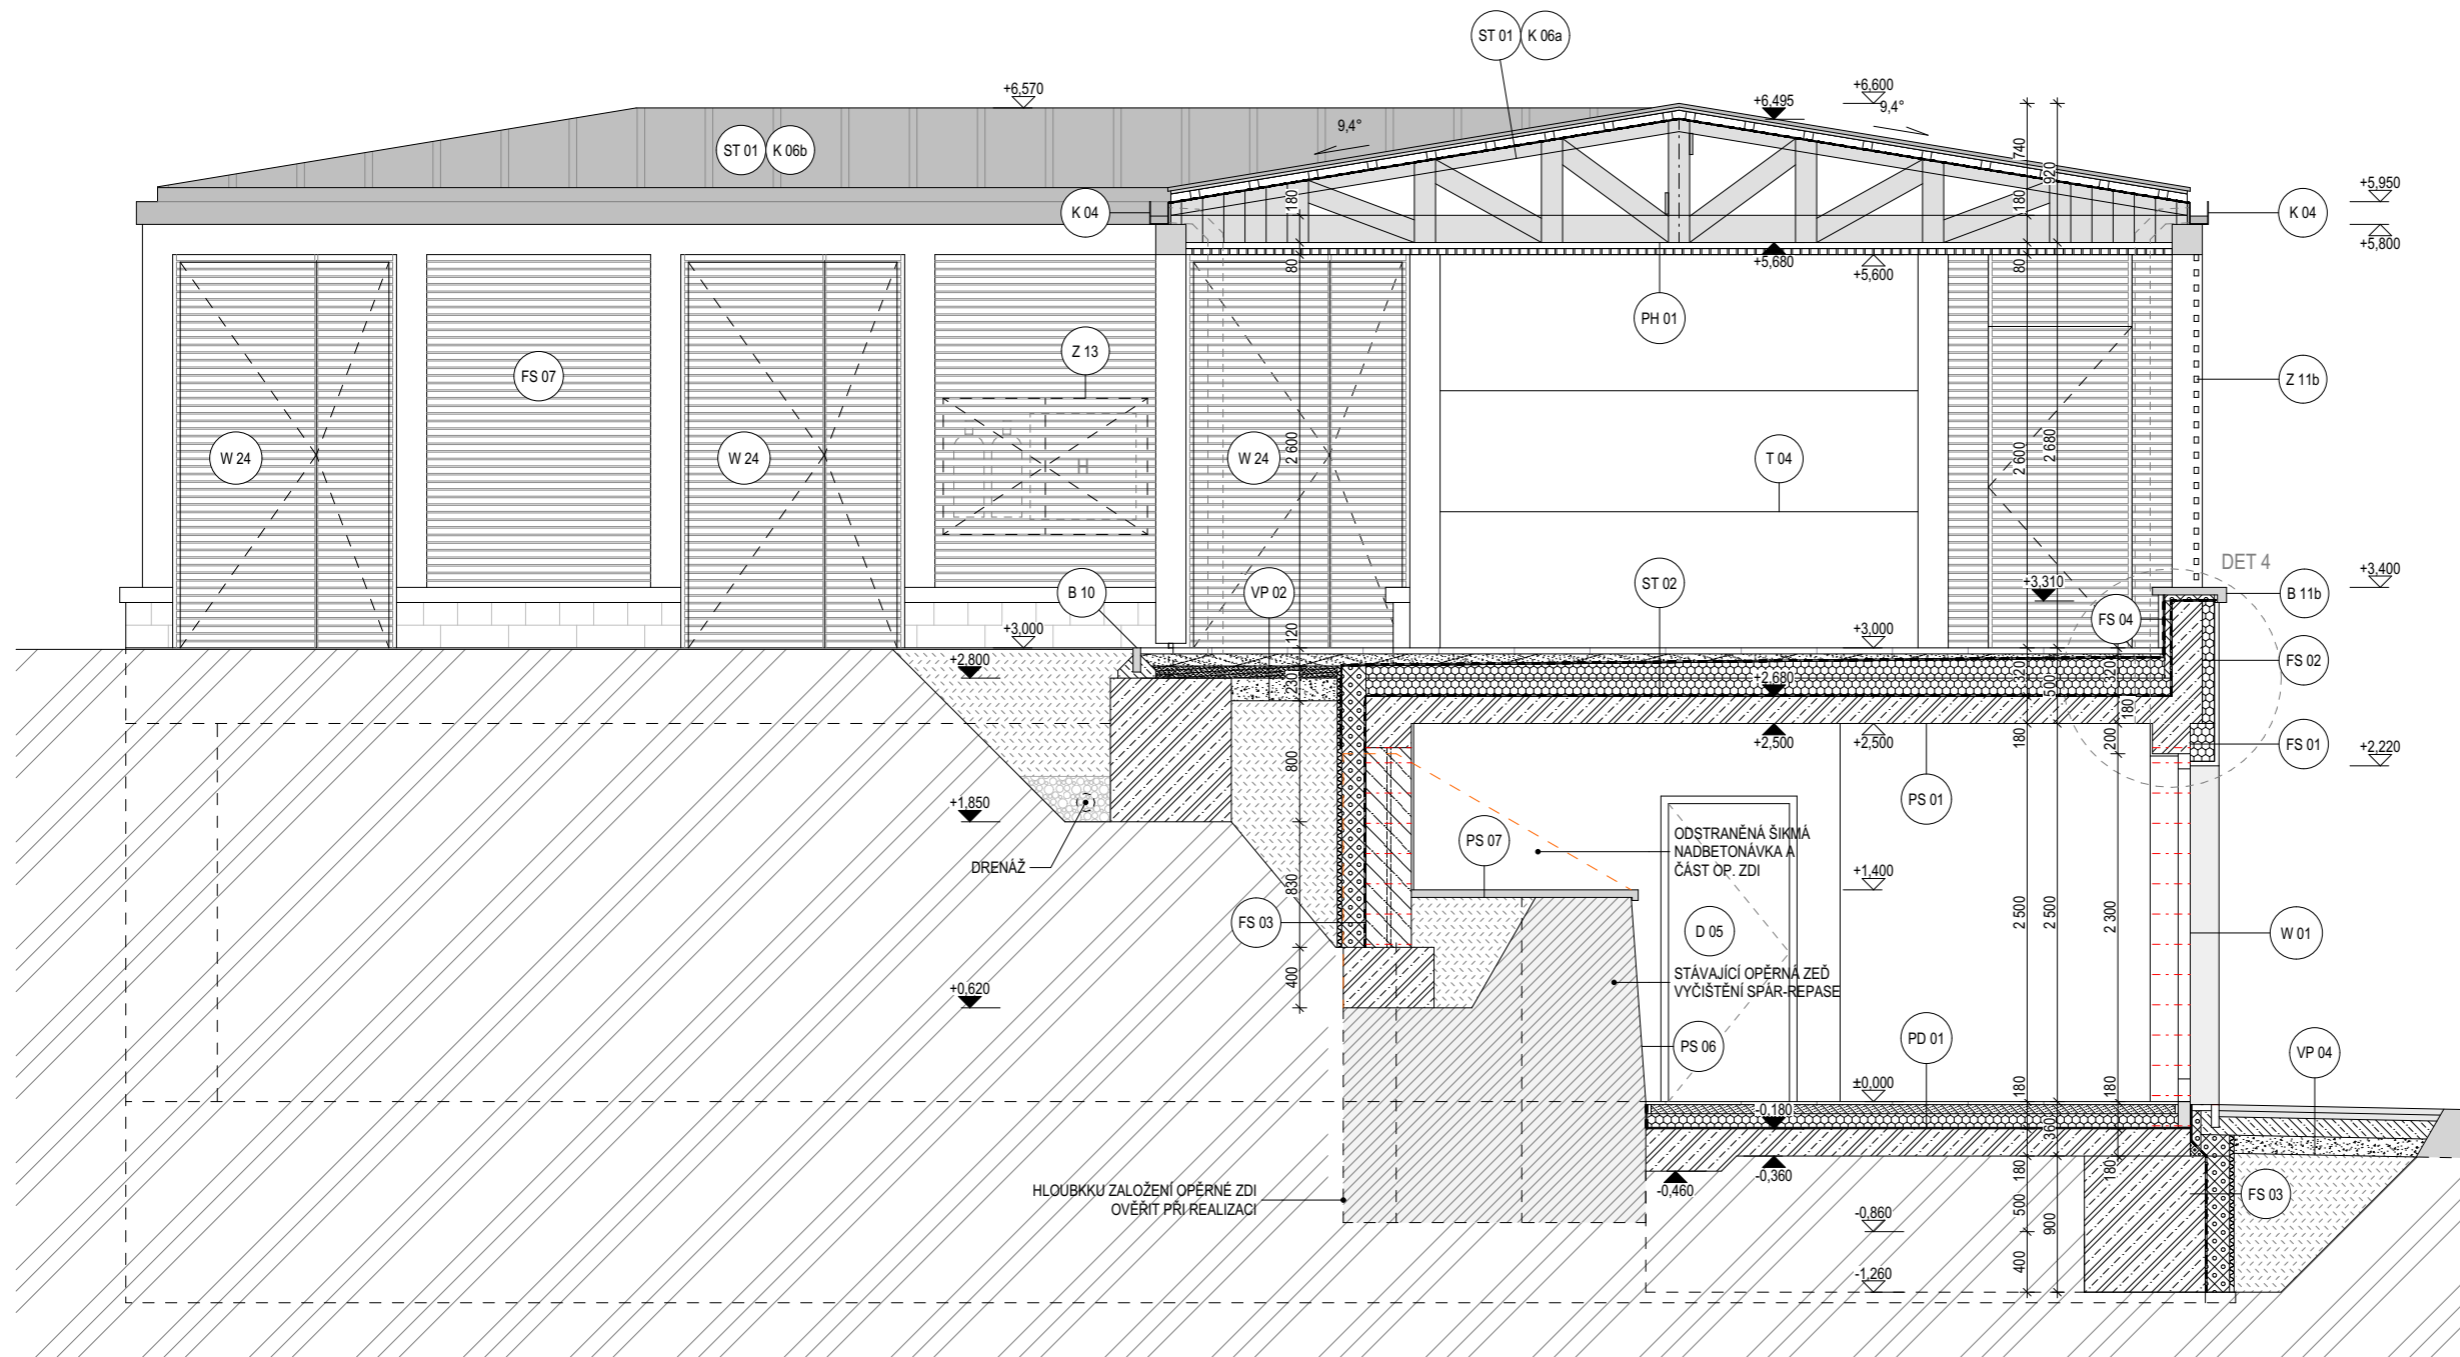 ST 01 K 06a
+6,570
+6,495
+6,600
9,4°
9,4°
740
920
ST 01 K 06b
180
180
+5,950
K 04
K 04
+5,800
80
+5,680
+5,600
80
PH 01
Z 13
FS 07
Z 11b
W 24
W 24
H
W 24
2 600
T 04
2 600
2 680
DET 4
B 10
VP 02
ST 02
+3,310
+3,400
B 11b
FS 04
+3,000
120
+3,000
+2,800
230
+2,680
320
500
320
FS 02
180
+2,500
+2,500
180
200
FS 01
+2,220
800
PS 01
+1,850
DRENÁŽ
PS 07
ODSTRANĚNÁ ŠIKMÁ
NADBETONÁVKA A
ČÁST OP. ZDI
+1,400
830
FS 03
D 05
2 500
2 500
2 300
W 01
400
+0,620
STÁVAJÍCÍ OPĚRNÁ ZEĎ
VYČIŠTĚNÍ SPÁR-REPASE
PS 06
PD 01
VP 04
±0,000
180
180
-0,180
360
-0,460
-0,360
180
180
HLOUBKKU ZALOŽENÍ OPĚRNÉ ZDI
OVĚŘIT PŘI REALIZACI
FS 03
-0,860
500
900
400
-1,260